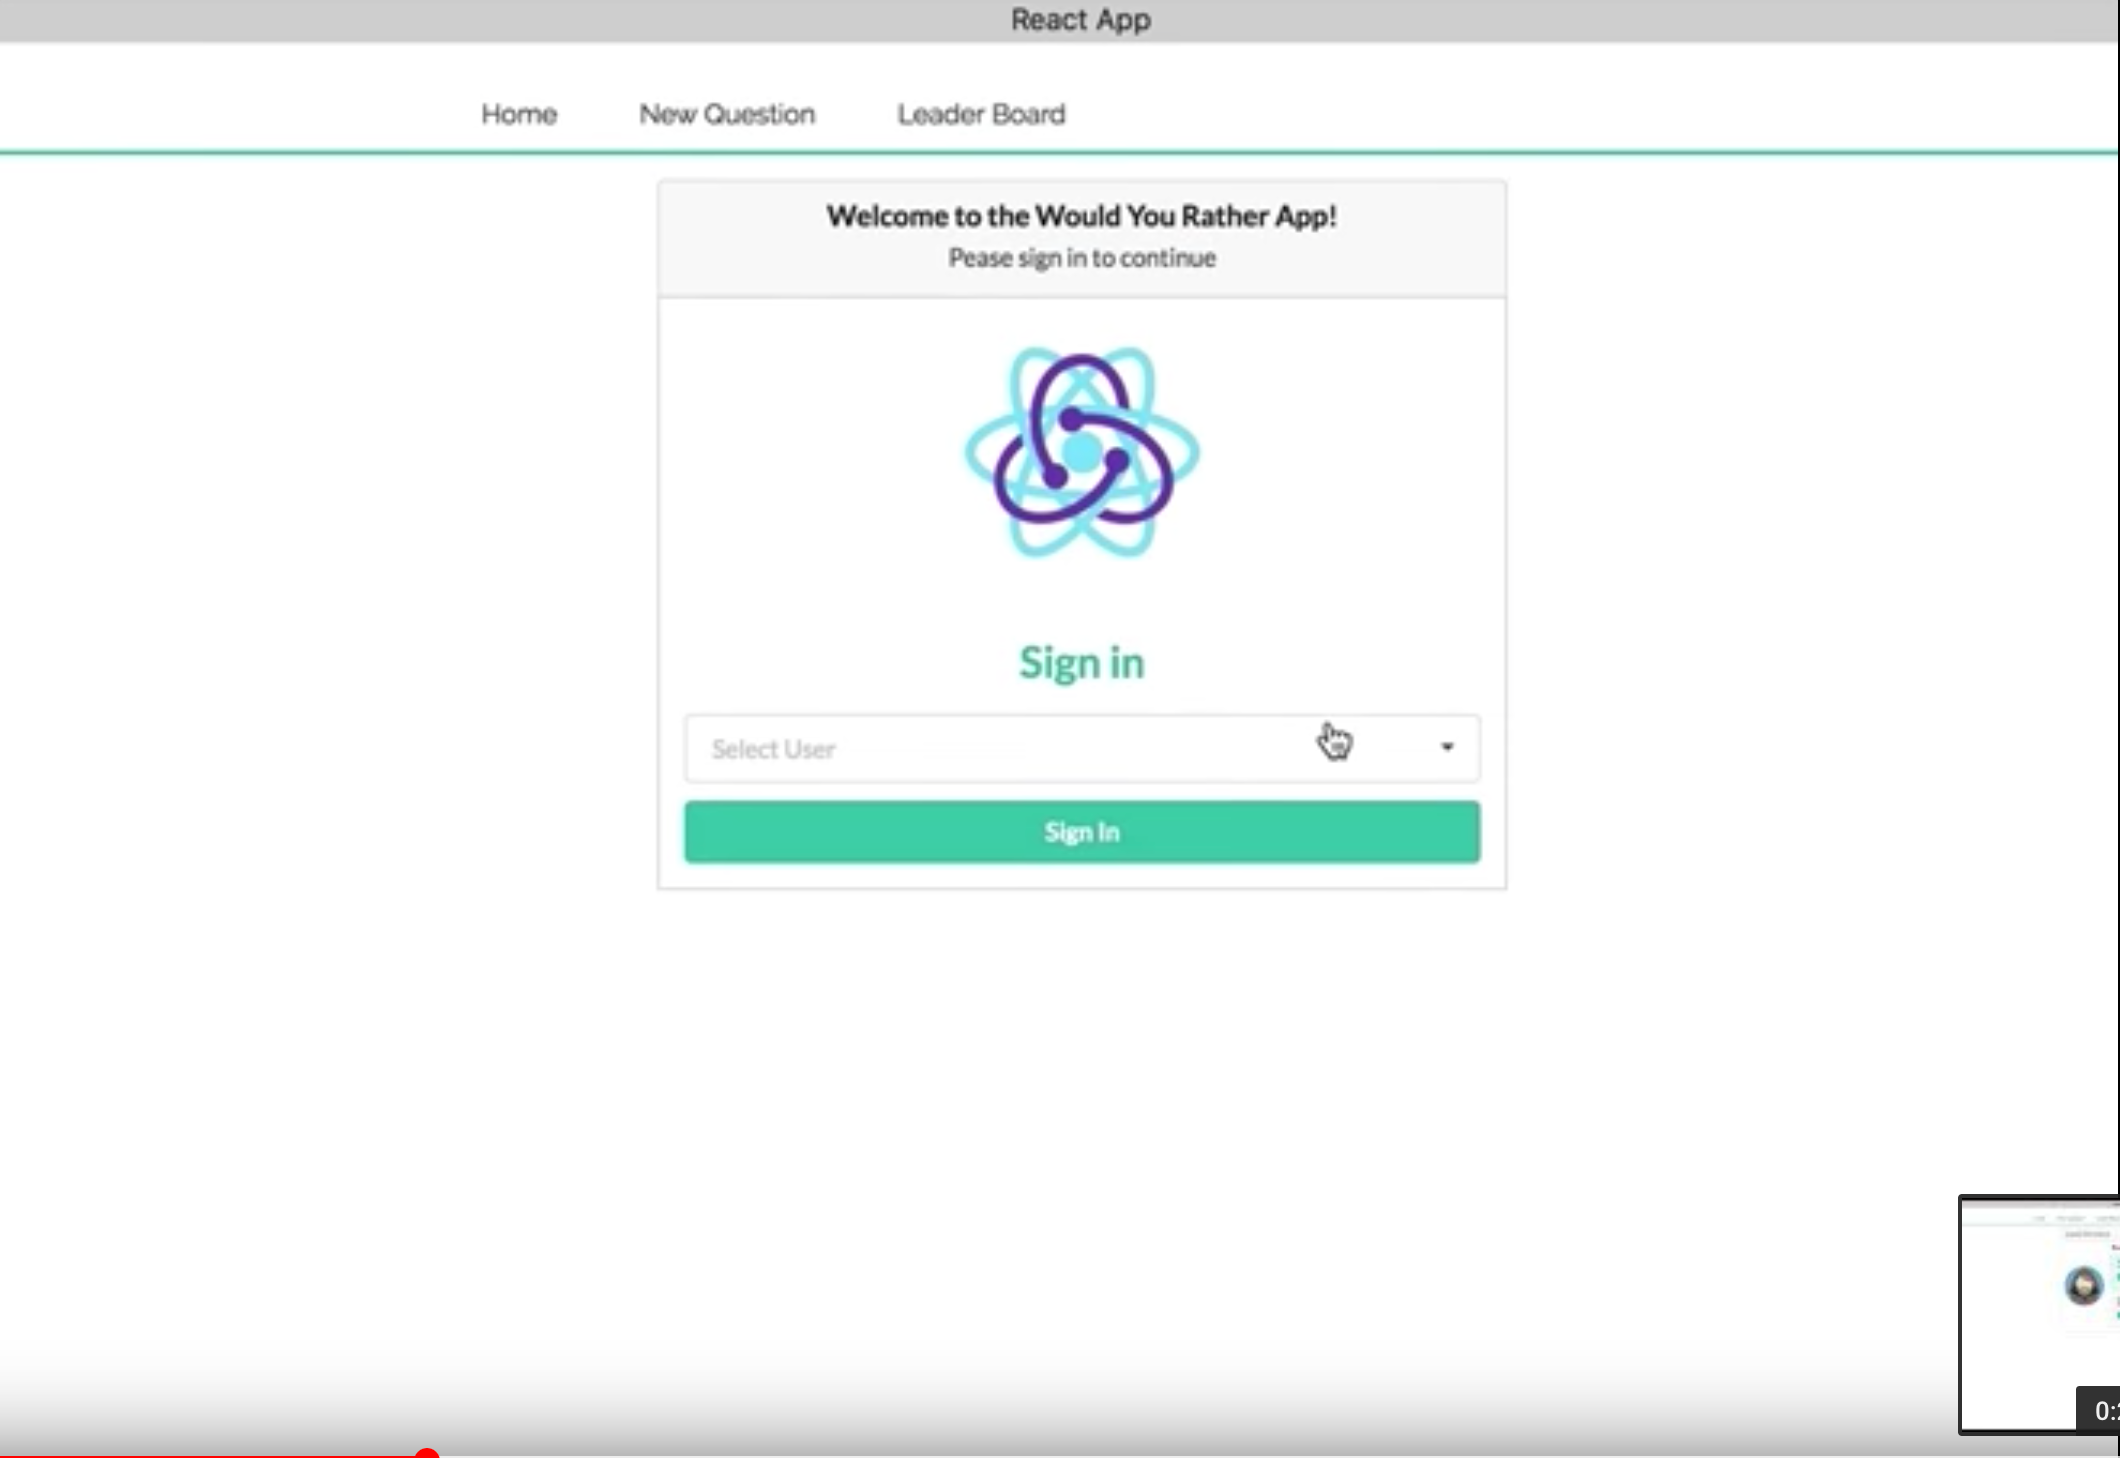 React App
Home New Question Leader Board
Welcome to the Would You Rather App!
Pease sign in to continue
Sign in
Select User
Sign In